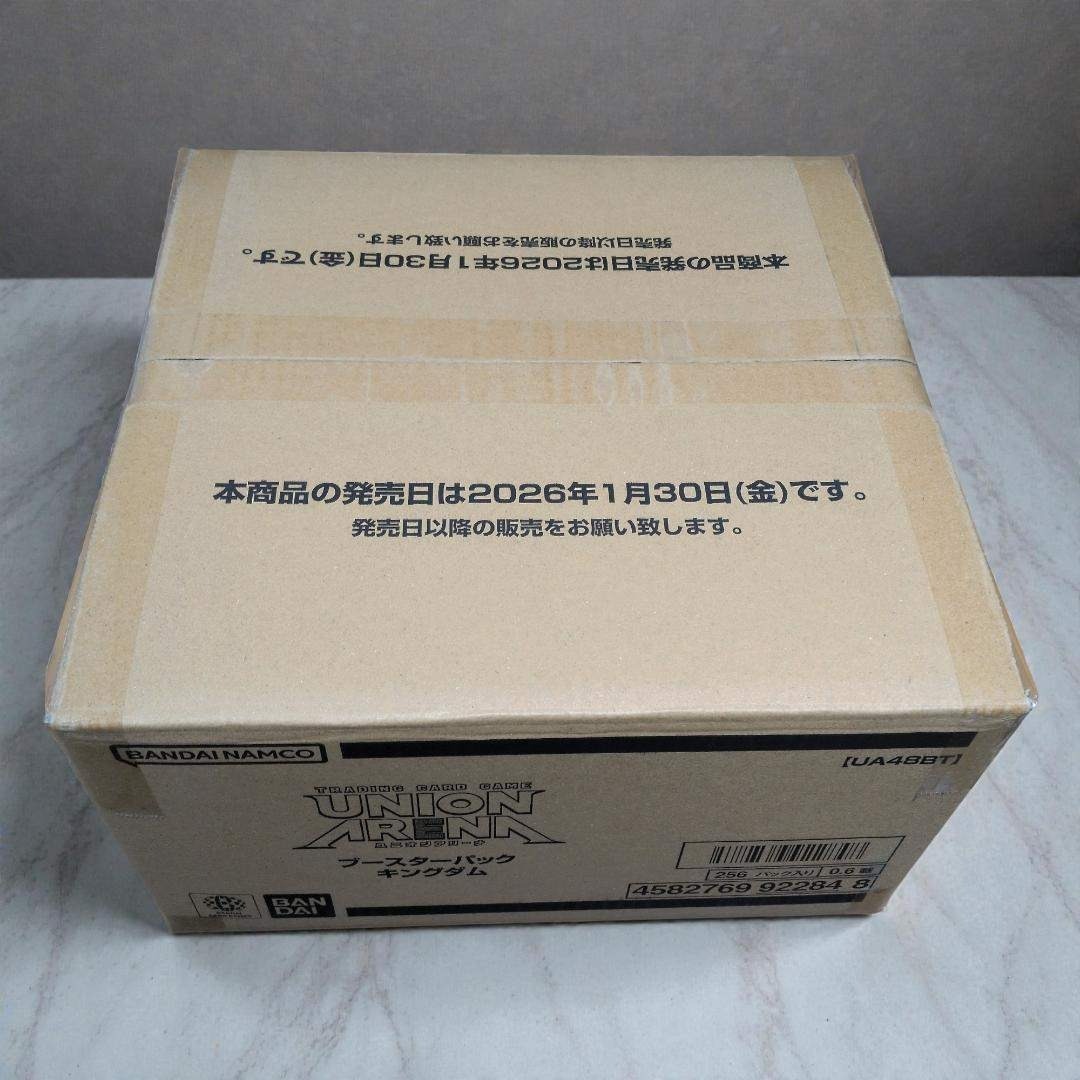 発売日以降の販売をお願い致します。
本商品の発売日は2026年1月30日(金)です。
本商品の発売日は2026年1月30日(金)です。
発売日以降の販売をお願い致します。
BANDAI NAMCO
[UA48BT]
TRADING CARD GAME
UNION
ARENA
ユニオンアリーナ
ブースターパック
キングダム
256 パック入り
4582769 92284 8
BAN
DAI